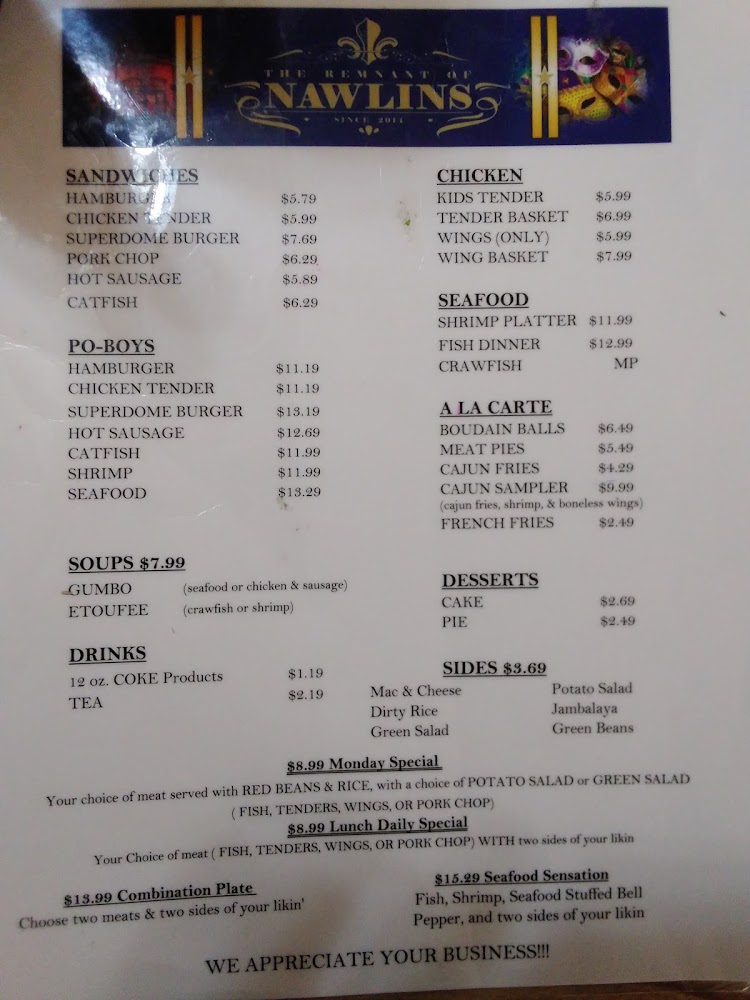 THE REMNANT OF
NAWLINS
SINCE 2014
SANDWICHES
HAMBURGER $5.79
CHICKEN TENDER $5.99
SUPERDOME BURGER $7.69
PORK CHOP $6.29
HOT SAUSAGE $5.89
CATFISH $6.29
PO-BOYS
HAMBURGER $11.19
CHICKEN TENDER $11.19
SUPERDOME BURGER $13.19
HOT SAUSAGE $12.69
CATFISH $11.99
SHRIMP $11.99
SEAFOOD $13.29
SOUPS $7.99
GUMBO (seafood or chicken & sausage)
ETOUFEE (crawfish or shrimp)
DRINKS
12 oz. COKE Products $1.19
TEA $2.19
CHICKEN
KIDS TENDER $5.99
TENDER BASKET $6.99
WINGS (ONLY) $5.99
WING BASKET $7.99
SEAFOOD
SHRIMP PLATTER $11.99
FISH DINNER $12.99
CRAWFISH MP
A LA CARTE
BOUDAIN BALLS $6.49
MEAT PIES $5.49
CAJUN FRIES $4.29
CAJUN SAMPLER $9.99
(cajun fries, shrimp, & boneless wings)
FRENCH FRIES $2.49
DESSERTS
CAKE $2.69
PIE $2.49
SIDES $3.69
Mac & Cheese Potato Salad
Dirty Rice Jambalaya
Green Salad Green Beans
$8.99 Monday Special
Your choice of meat served with RED BEANS & RICE, with a choice of POTATO SALAD or GREEN SALAD
( FISH, TENDERS, WINGS, OR PORK CHOP)
$8.99 Lunch Daily Special
Your Choice of meat ( FISH, TENDERS, WINGS, OR PORK CHOP) WITH two sides of your likin
$13.99 Combination Plate
Choose two meats & two sides of your likin'
$15.29 Seafood Sensation
Fish, Shrimp, Seafood Stuffed Bell
Pepper, and two sides of your likin
WE APPRECIATE YOUR BUSINESS!!!